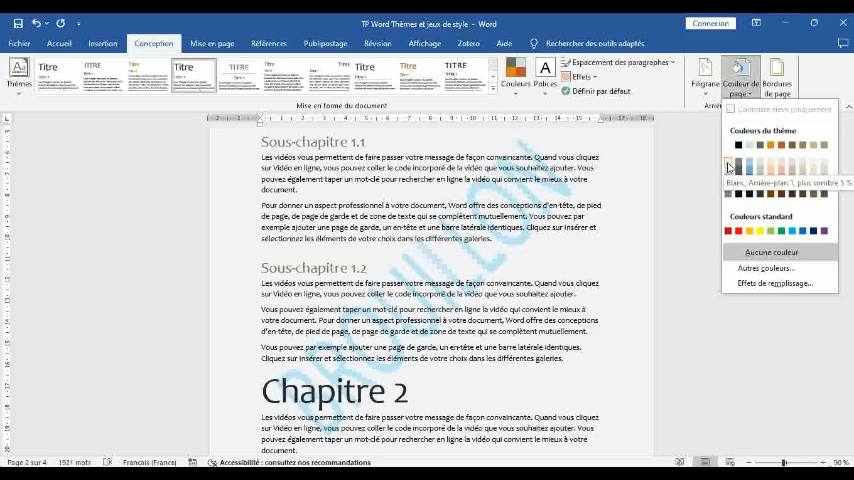 TP Word Thèmes et jeux de style - Word
Connexion
Fichier Accueil Insertion Conception Mise en page Références Publipostage Révision Affichage Zotero Aide Rechercher des outils adaptés
Titre TITRE Titre Titre TITRE Titre Titre TITRE
Espacement des paragraphes
Effets
Définir par défaut
Thèmes Couleurs Polices Filigrane Couleur de page Bordures de page
Mise en forme du document
Contraste élevé uniquement
Couleurs du thème
Blanc, Arrière-plan 1, plus sombre 5 %
Couleurs standard
Aucune couleur
Autres couleurs...
Effets de remplissage...
BROUILLON
Sous-chapitre 1.1
Les vidéos vous permettent de faire passer votre message de façon convaincante. Quand vous cliquez
sur Vidéo en ligne, vous pouvez coller le code incorporé de la vidéo que vous souhaitez ajouter. Vous
pouvez également taper un mot-clé pour rechercher en ligne la vidéo qui convient le mieux à votre
document.
Pour donner un aspect professionnel à votre document, Word offre des conceptions d'en-tête, de pied
de page, de page de garde et de zone de texte qui se complètent mutuellement. Vous pouvez par
exemple ajouter une page de garde, un en-tête et une barre latérale identiques. Cliquez sur Insérer et
sélectionnez les éléments de votre choix dans les différentes galeries.
Sous-chapitre 1.2
Les vidéos vous permettent de faire passer votre message de façon convaincante. Quand vous cliquez
sur Vidéo en ligne, vous pouvez coller le code incorporé de la vidéo que vous souhaitez ajouter.
Vous pouvez également taper un mot-clé pour rechercher en ligne la vidéo qui convient le mieux à
votre document. Pour donner un aspect professionnel à votre document, Word offre des conceptions
d'en-tête, de pied de page, de page de garde et de zone de texte qui se complètent mutuellement.
Vous pouvez par exemple ajouter une page de garde, un en-tête et une barre latérale identiques.
Cliquez sur Insérer et sélectionnez les éléments de votre choix dans les différentes galeries.
Chapitre 2
Les vidéos vous permettent de faire passer votre message de façon convaincante. Quand vous cliquez
sur Vidéo en ligne, vous pouvez coller le code incorporé de la vidéo que vous souhaitez ajouter. Vous
pouvez également taper un mot-clé pour rechercher en ligne la vidéo qui convient le mieux à votre
document.
Page 2 sur 4 1921 mots Français (France) Accessibilité : consultez nos recommandations 90 %